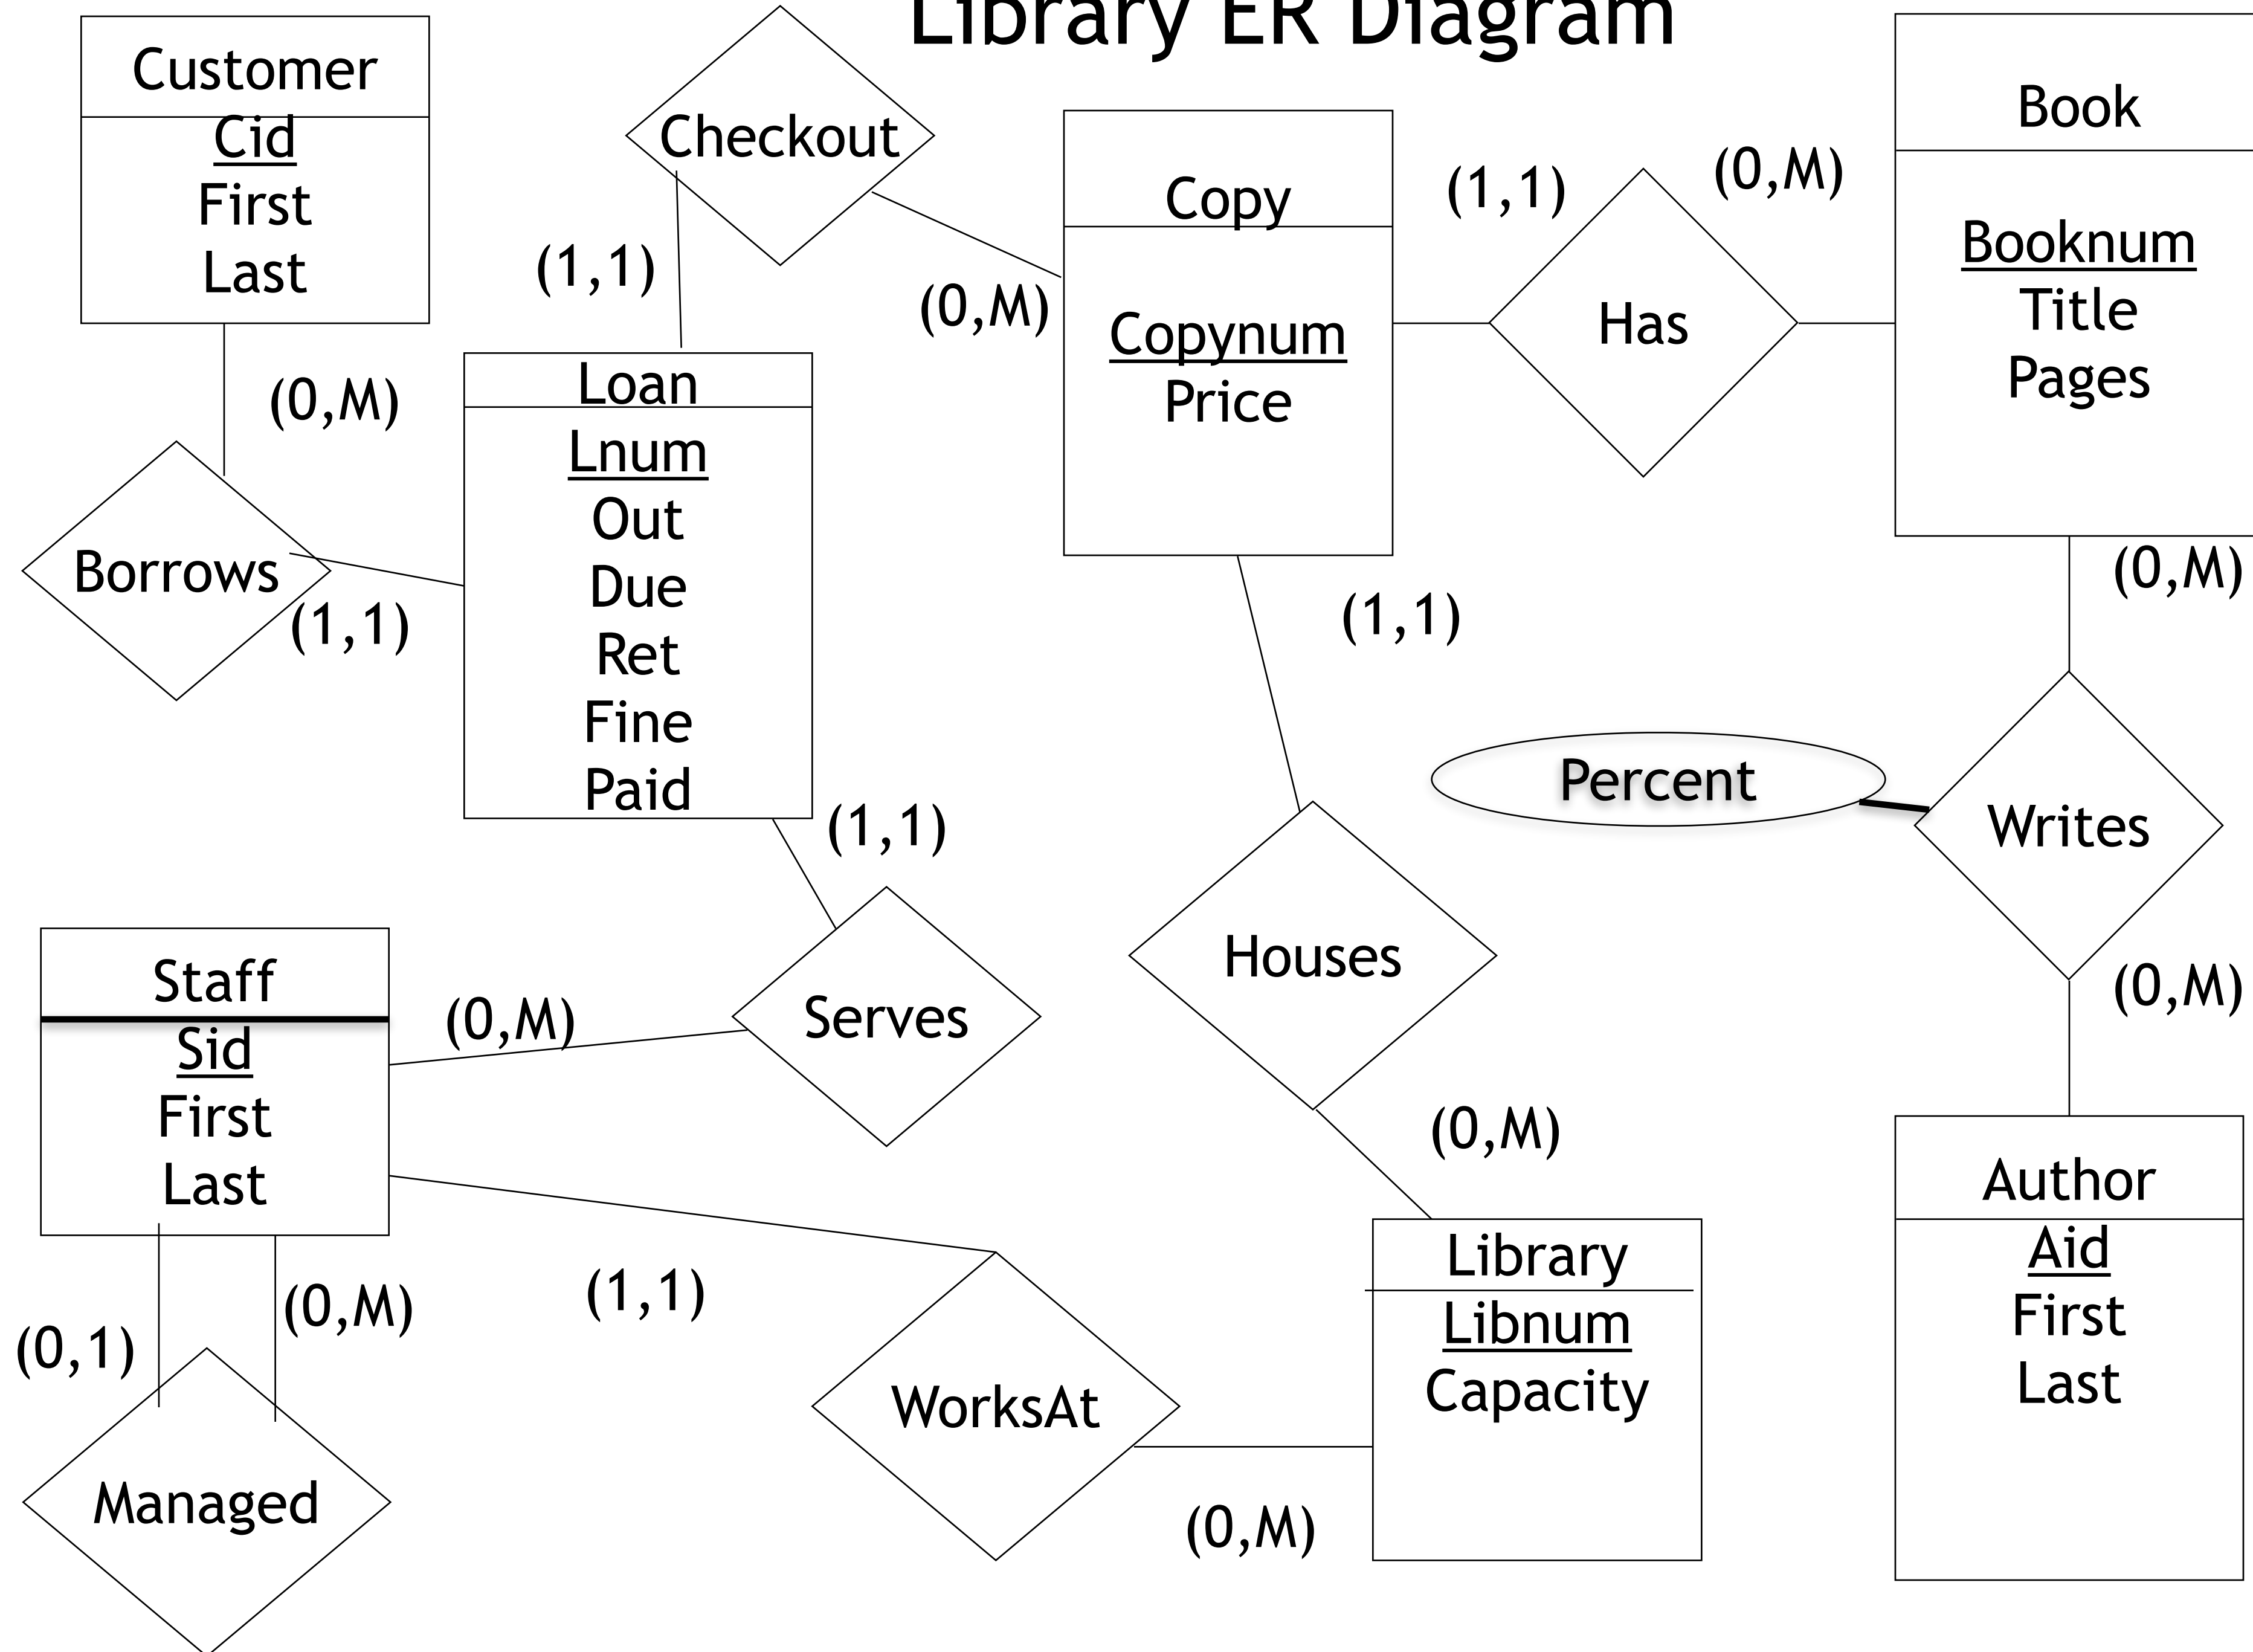 Library ER Diagram
Customer
Cid
First
Last
Checkout
Copy
Copynum
Price
(1,1)
(0,M)
Has
Book
Booknum
Title
Pages
(1,1)
(0,M)
(0,M)
Loan
Lnum
Out
Due
Ret
Fine
Paid
Borrows
(1,1)
(0,M)
(1,1)
(1,1)
Percent
Writes
Houses
Staff
Sid
First
Last
(0,M)
Serves
(0,M)
(0,M)
Author
Aid
First
Last
Library
Libnum
Capacity
(0,1)
(0,M)
(1,1)
WorksAt
(0,M)
Managed